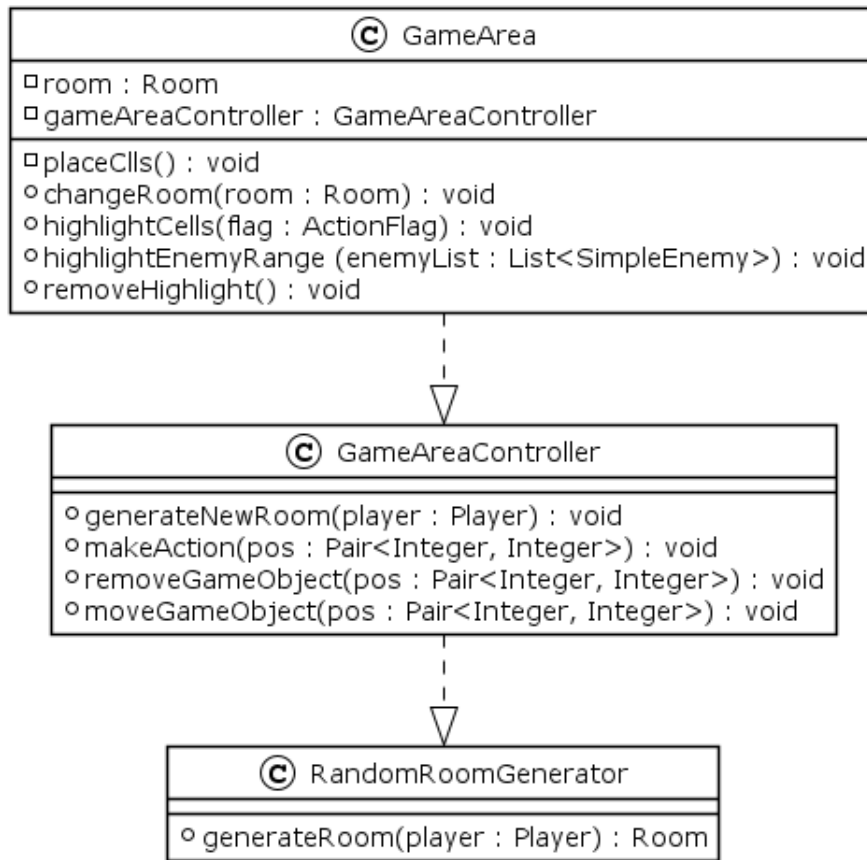 C GameArea
room : Room
gameAreaController : GameAreaController
placeClls() : void
changeRoom(room : Room) : void
highlightCells(flag : ActionFlag) : void
highlightEnemyRange (enemyList : List<SimpleEnemy>) : void
removeHighlight() : void
C GameAreaController
generateNewRoom(player : Player) : void
makeAction(pos : Pair<Integer, Integer>) : void
removeGameObject(pos : Pair<Integer, Integer>) : void
moveGameObject(pos : Pair<Integer, Integer>) : void
C RandomRoomGenerator
generateRoom(player : Player) : Room